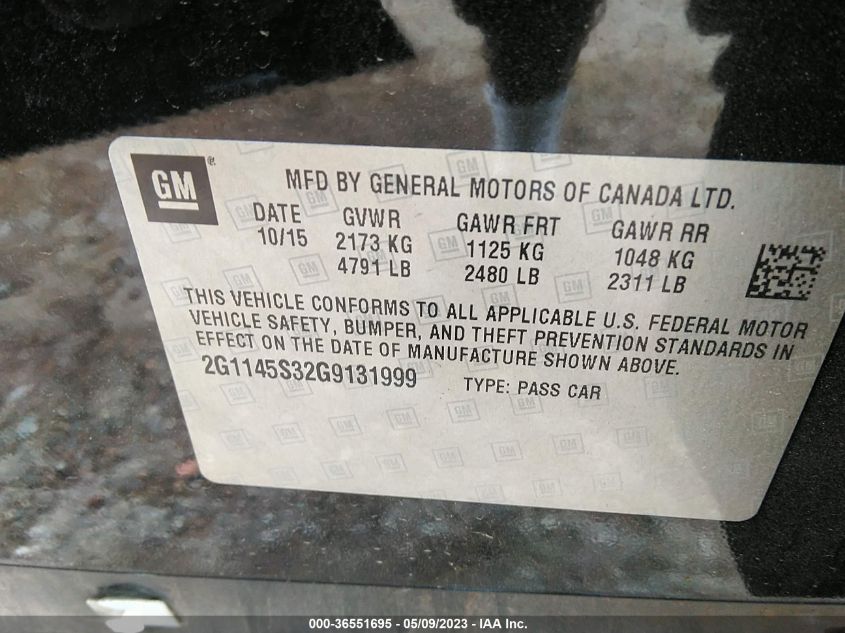 GM ®
MFD BY GENERAL MOTORS OF CANADA LTD.
DATE GVWR GAWR FRT GAWR RR
10/15 2173 KG 1125 KG 1048 KG
4791 LB 2480 LB 2311 LB
THIS VEHICLE CONFORMS TO ALL APPLICABLE U.S. FEDERAL MOTOR
VEHICLE SAFETY, BUMPER, AND THEFT PREVENTION STANDARDS IN
EFFECT ON THE DATE OF MANUFACTURE SHOWN ABOVE.
2G1145S32G9131999 TYPE: PASS CAR
000-36551695 - 05/09/2023 - IAA Inc.